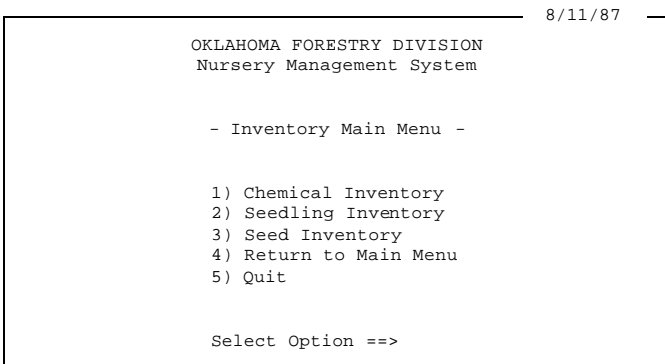 8/11/87
OKLAHOMA FORESTRY DIVISION
Nursery Management System
- Inventory Main Menu -
1) Chemical Inventory
2) Seedling Inventory
3) Seed Inventory
4) Return to Main Menu
5) Quit
Select Option ==>